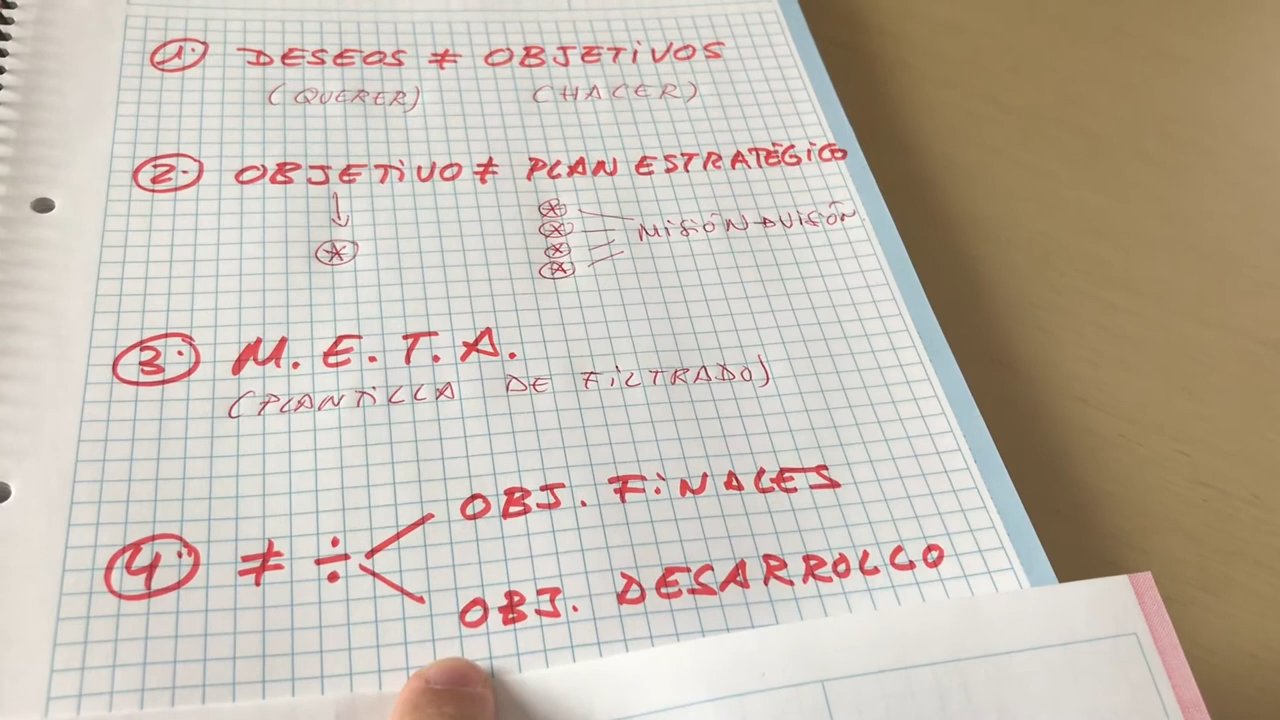 1. DESEOS ≠ OBJETIVOS
(QUERER) (HACER)
2. OBJETIVO ≠ PLAN ESTRATÉGICO
MISIÓN → VISIÓN
3. M. E. T. A.
(PLANTILLA DE FILTRADO)
4. ≠ ÷ OBJ. FINALES
OBJ. DESARROLLO